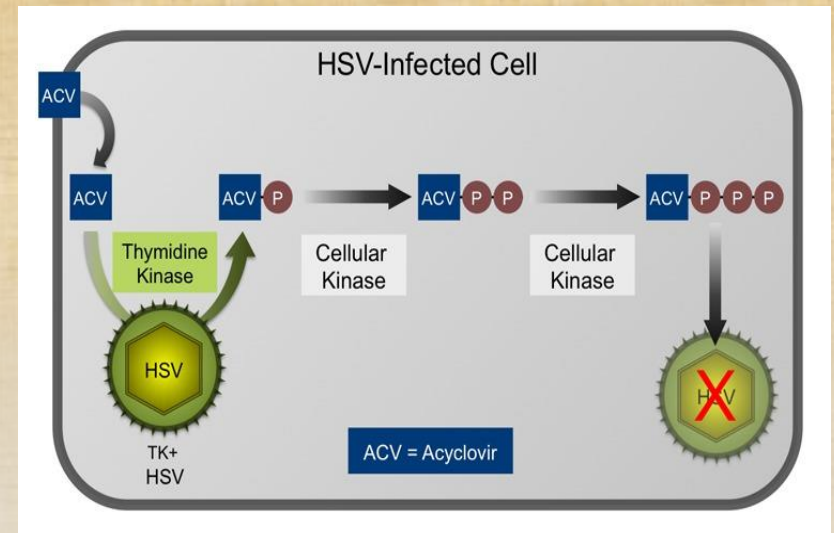 HSV-Infected Cell
ACV
ACV
ACV P
ACV P P
ACV P P P
Thymidine
Kinase
Cellular
Kinase
Cellular
Kinase
HSV
TK+
HSV
HSV
ACV = Acyclovir